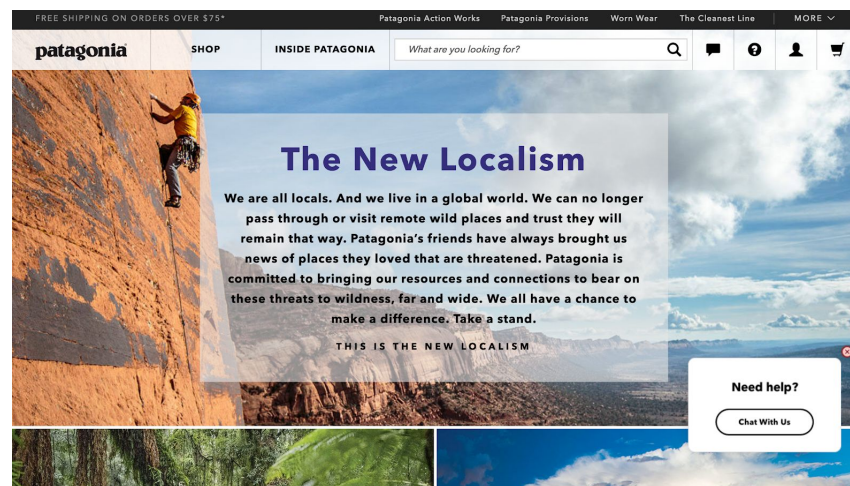 FREE SHIPPING ON ORDERS OVER $75*
Patagonia Action Works
Patagonia Provisions
Worn Wear
The Cleanest Line
MORE
patagonia
SHOP
INSIDE PATAGONIA
What are you looking for?
The New Localism
We are all locals. And we live in a global world. We can no longer
pass through or visit remote wild places and trust they will
remain that way. Patagonia's friends have always brought us
news of places they loved that are threatened. Patagonia is
committed to bringing our resources and connections to bear on
these threats to wildness, far and wide. We all have a chance to
make a difference. Take a stand.
THIS IS THE NEW LOCALISM
Need help?
Chat With Us